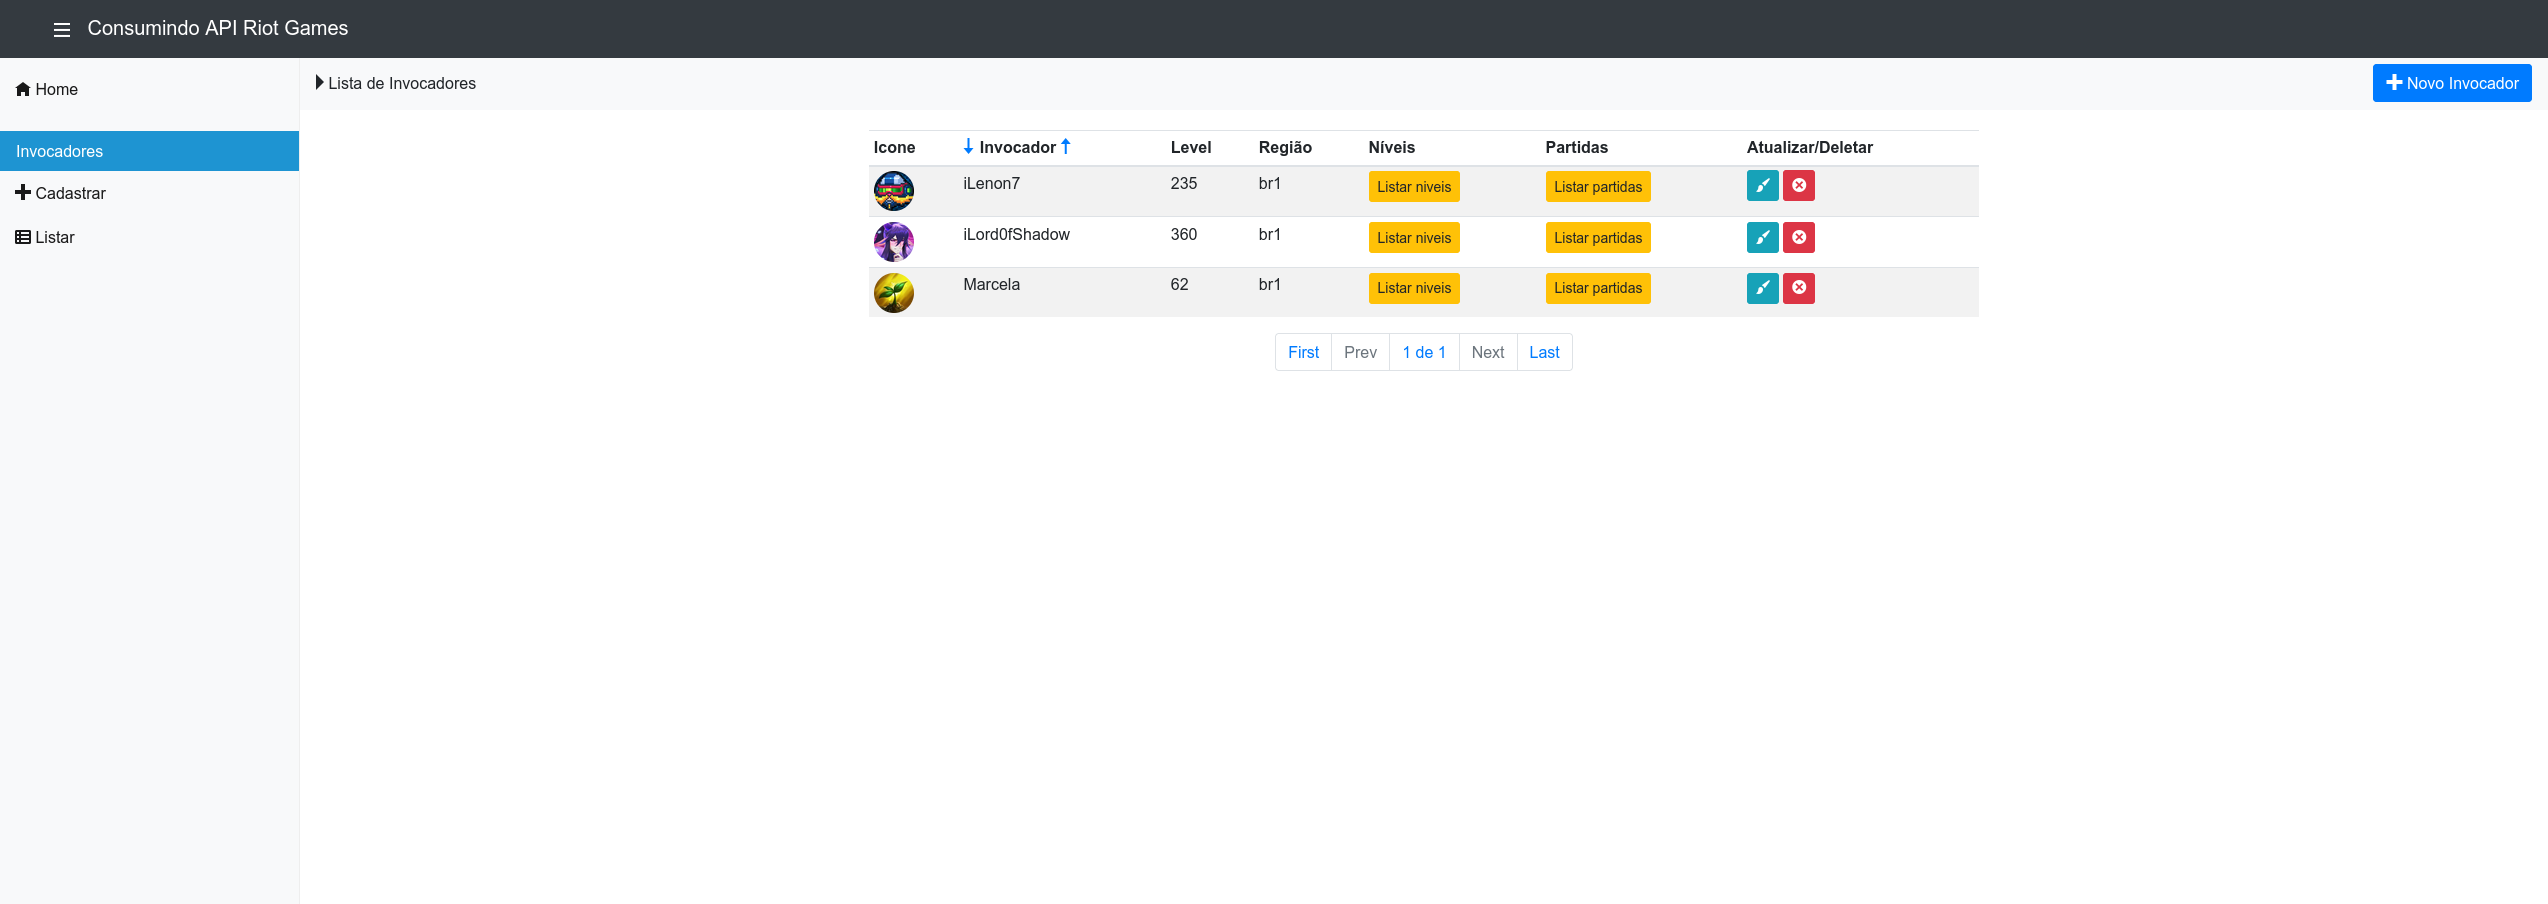 Consumindo API Riot Games
Home
Invocadores
Cadastrar
Listar
Lista de Invocadores
Novo Invocador
Icone Invocador Level Região Níveis Partidas Atualizar/Deletar
iLenon7 235 br1 Listar niveis Listar partidas
iLord0fShadow 360 br1 Listar niveis Listar partidas
Marcela 62 br1 Listar niveis Listar partidas
First Prev 1 de 1 Next Last